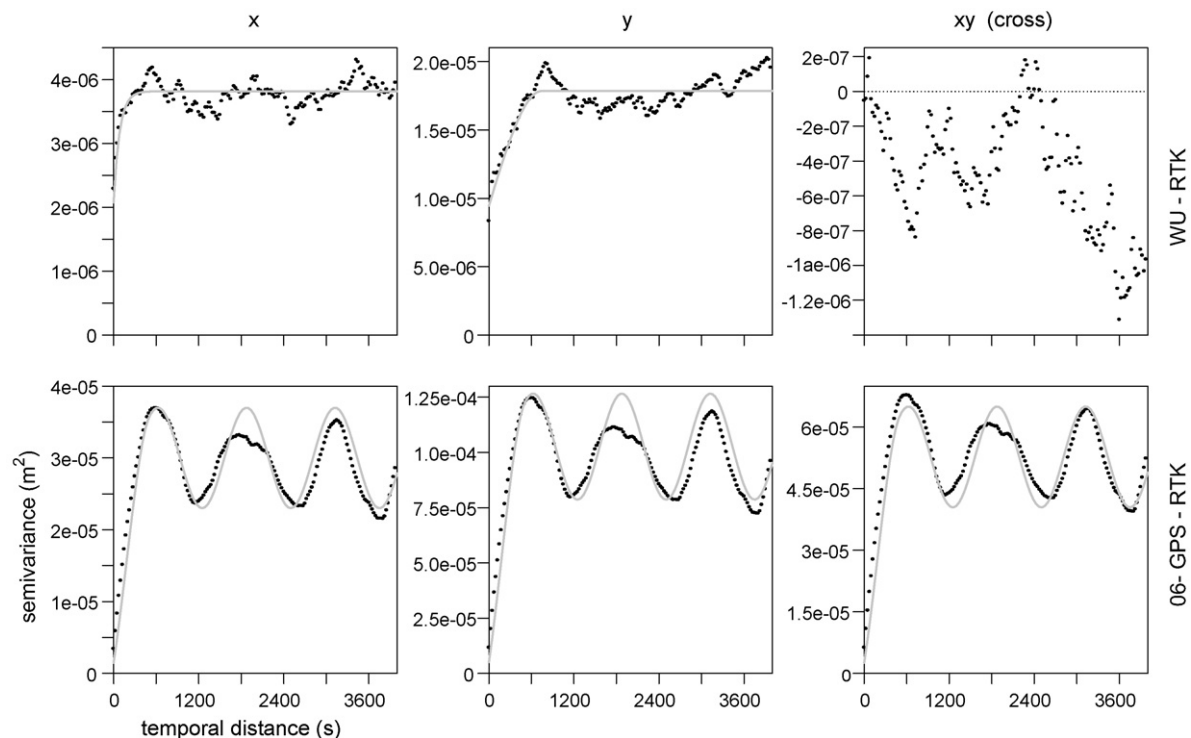 x
y
xy (cross)
4e-06
3e-06
2e-06
1e-06
0
2.0e-05
1.5e-05
1.0e-05
5.0e-06
0
2e-07
0
-2e-07
-4e-07
-6e-07
-8e-07
-1ae-06
-1.2e-06
WU - RTK
4e-05
3e-05
2e-05
1e-05
0
1.25e-04
1.0e-04
7.5e-05
5.0e-05
2.5e-05
0
6e-05
4.5e-05
3e-05
1.5e-05
0
06- GPS - RTK
semivariance (m²)
0 1200 2400 3600
0 1200 2400 3600
0 1200 2400 3600
temporal distance (s)